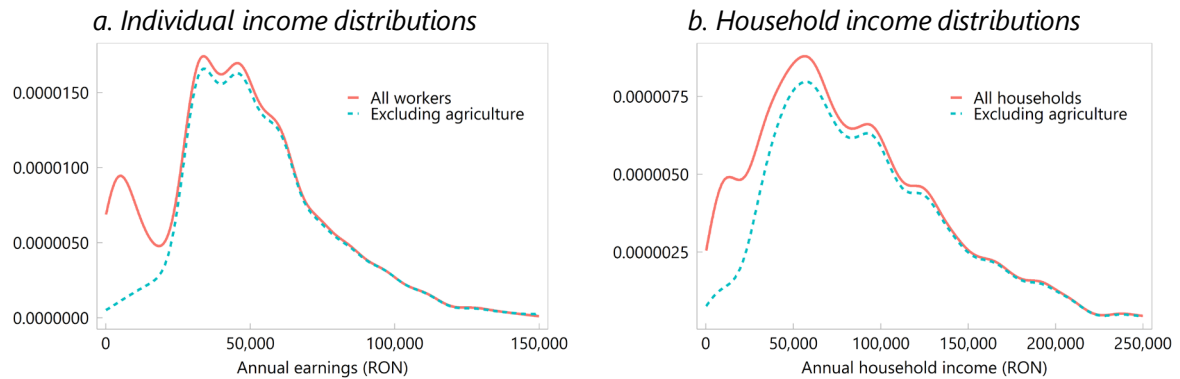 a. Individual income distributions
0.0000150
0.0000100
0.0000050
0.0000000
All workers
Excluding agriculture
0
50,000
100,000
150,000
Annual earnings (RON)
b. Household income distributions
0.0000075
0.0000050
0.0000025
All households
Excluding agriculture
0
50,000
100,000
150,000
200,000
250,000
Annual household income (RON)